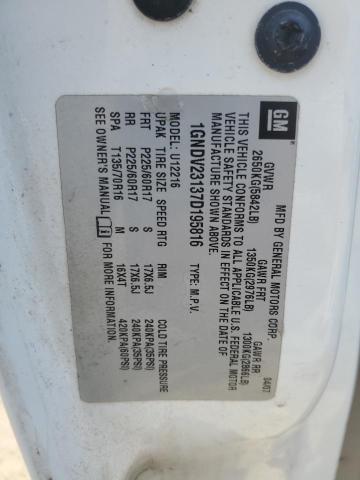 GM
MFD BY GENERAL MOTORS CORP. 04/07
GVWR GAWR FRT GAWR RR
2650KG(5842LB) 1350KG(2976LB) 1300KG(2866LB)
THIS VEHICLE CONFORMS TO ALL APPLICABLE U.S. FEDERAL MOTOR
VEHICLE SAFETY STANDARDS IN EFFECT ON THE DATE OF
MANUFACTURE SHOWN ABOVE.
1GNDV23137D195816 TYPE: M.P.V.
MODEL: U12216
UPAK TIRE SIZE SPEED RTG RIM COLD TIRE PRESSURE
FRT P225/60R17 S 17X6.5J 240KPA(35PSI)
RR P225/60R17 S 17X6.5J 240KPA(35PSI)
SPA T135/70R16 M 16X4T 420KPA(60PSI)
SEE OWNER'S MANUAL FOR MORE INFORMATION.